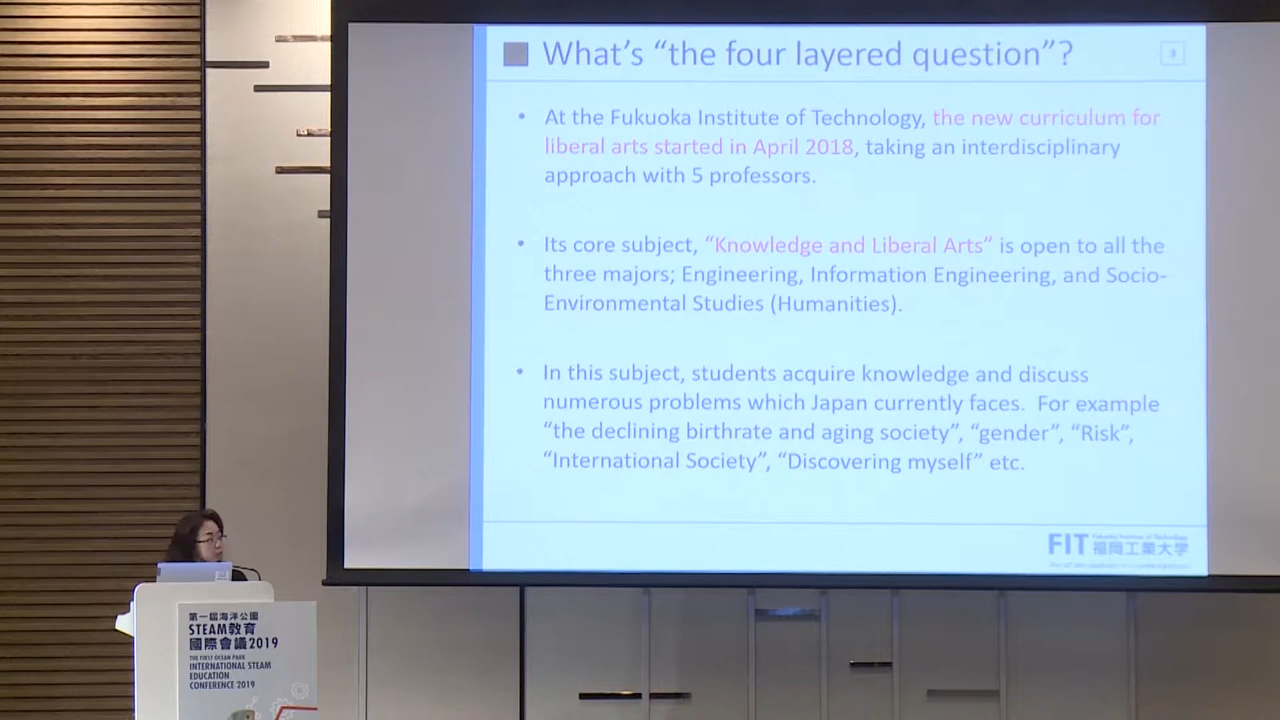 What's "the four layered question"?
• At the Fukuoka Institute of Technology, the new curriculum for
liberal arts started in April 2018, taking an interdisciplinary
approach with 5 professors.
• Its core subject, "Knowledge and Liberal Arts" is open to all the
three majors; Engineering, Information Engineering, and Socio-
Environmental Studies (Humanities).
• In this subject, students acquire knowledge and discuss
numerous problems which Japan currently faces. For example
"the declining birthrate and aging society", "gender", "Risk",
"International Society", "Discovering myself" etc.
FIT Fukuoka Institute of Technology
福岡工業大学
第一屆海洋公園
STEAM教育
國際會議2019
THE FIRST OCEAN PARK
INTERNATIONAL STEAM
EDUCATION
CONFERENCE 2019